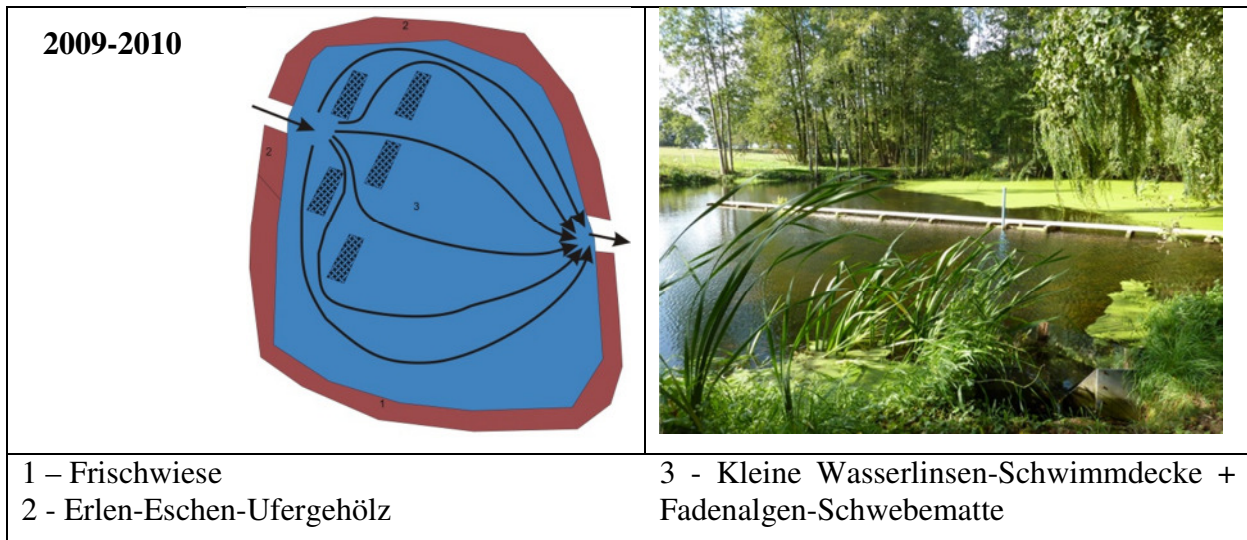 2009-2010
2
2
3
1
1 – Frischwiese
2 - Erlen-Eschen-Ufergehölz
3 - Kleine Wasserlinsen-Schwimmdecke +
Fadenalgen-Schwebematte